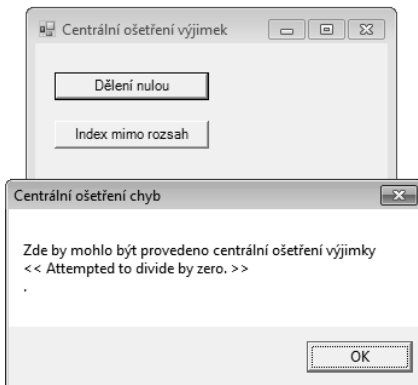 Centrální ošetření výjimek
Dělení nulou
Index mimo rozsah
Centrální ošetření chyb
Zde by mohlo být provedeno centrální ošetření výjimky
<< Attempted to divide by zero. >>
.
OK